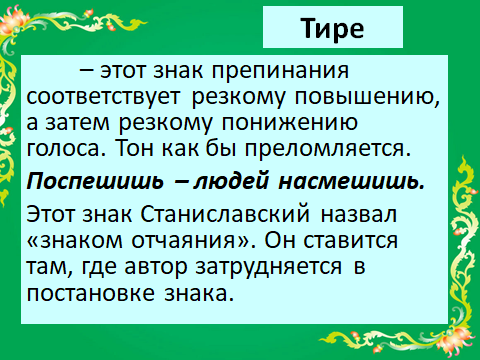 Тире
– этот знак препинания
соответствует резкому повышению,
а затем резкому понижению
голоса. Тон как бы преломляется.
Поспешишь – людей насмешишь.
Этот знак Станиславский назвал
«знаком отчаяния». Он ставится
там, где автор затрудняется в
постановке знака.